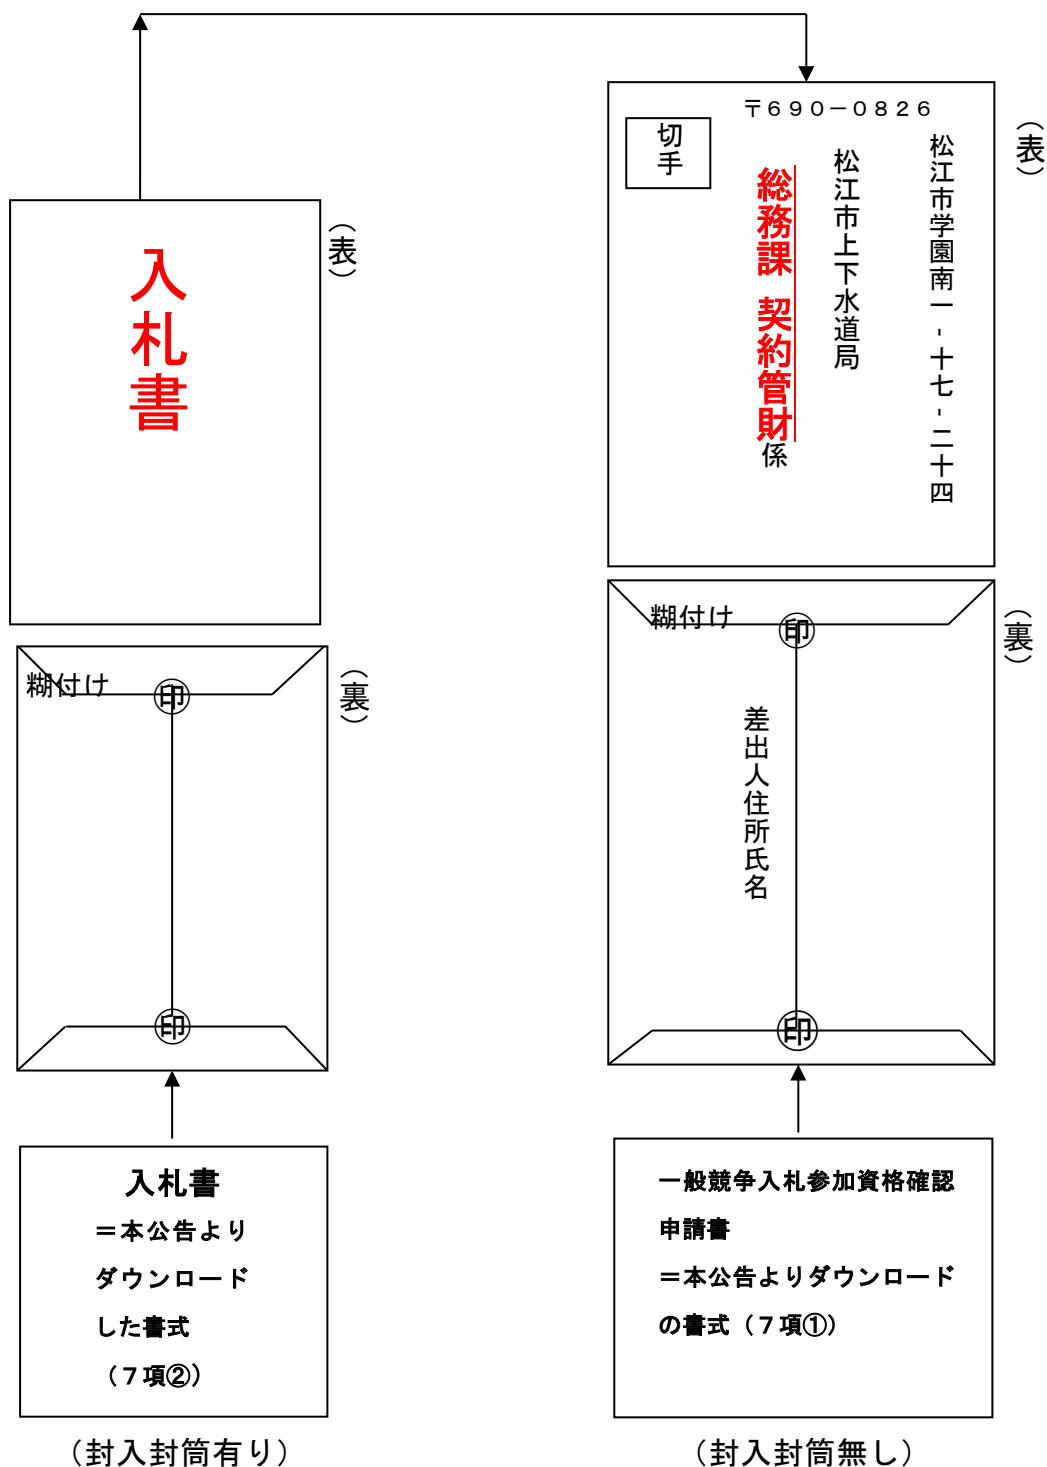 〒690-0826
切手
松江市学園南一-十七-二十四
松江市上下水道局
総務課 契約管財係
(表)
入札書
(表)
糊付け
印
差出人住所氏名
印
(裏)
糊付け
印
印
(裏)
入札書
=本公告より
ダウンロード
した書式
(7項②)
(封入封筒有り)
一般競争入札参加資格確認
申請書
=本公告よりダウンロード
の書式(7項①)
(封入封筒無し)